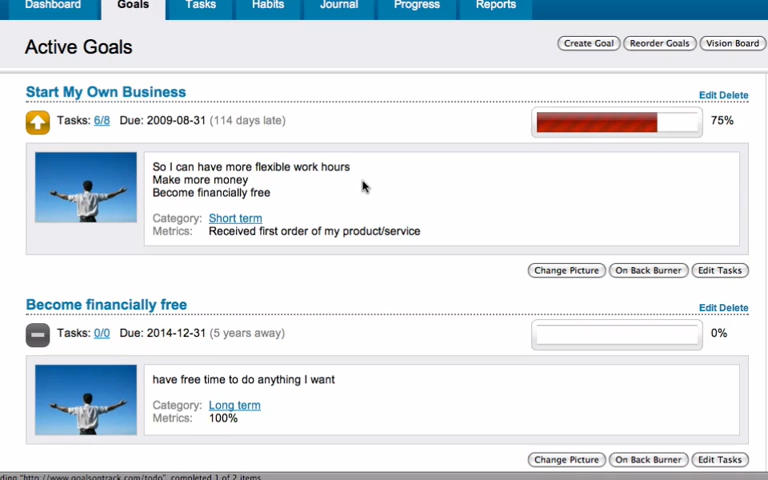 Dashboard Goals Tasks Habits Journal Progress Reports
Active Goals
Create Goal Reorder Goals Vision Board
Start My Own Business
Edit Delete
Tasks: 6/8 Due: 2009-08-31 (114 days late)
75%
So I can have more flexible work hours
Make more money
Become financially free
Category: Short term
Metrics: Received first order of my product/service
Change Picture On Back Burner Edit Tasks
Become financially free
Edit Delete
Tasks: 0/0 Due: 2014-12-31 (5 years away)
0%
have free time to do anything I want
Category: Long term
Metrics: 100%
Change Picture On Back Burner Edit Tasks
ding "http://www.goalsontrack.com/todo", completed 1 of 2 items